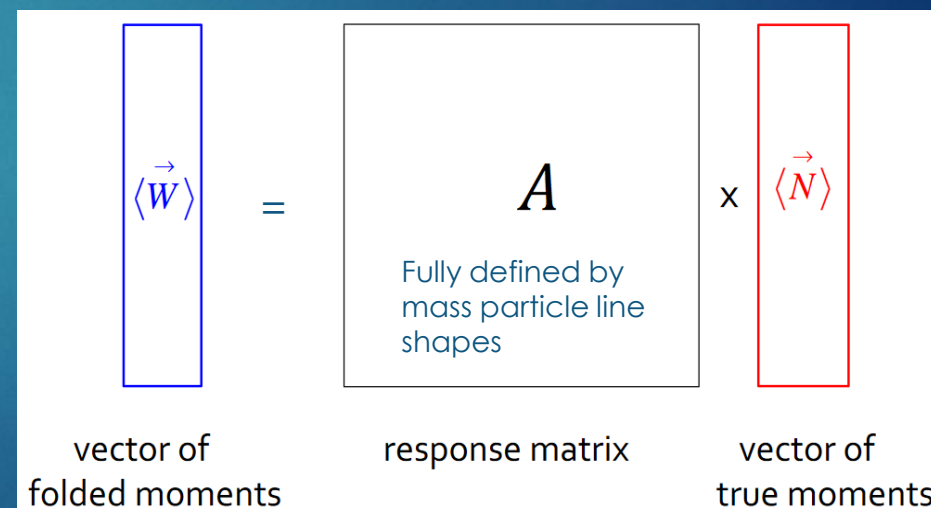 ⟨W⃗⟩ = A x ⟨N⃗⟩
Fully defined by
mass particle line
shapes
vector of
folded moments
response matrix
vector of
true moments